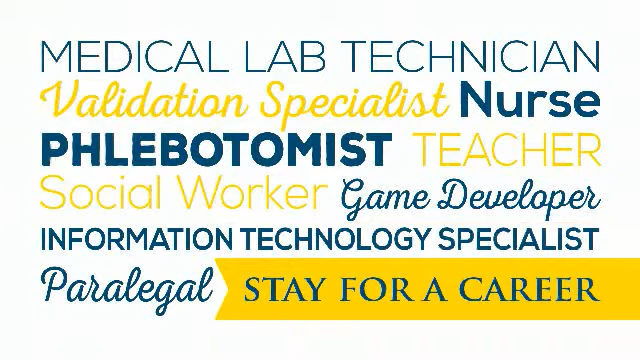 MEDICAL LAB TECHNICIAN
Validation Specialist Nurse
PHLEBOTOMIST TEACHER
Social Worker Game Developer
INFORMATION TECHNOLOGY SPECIALIST
Paralegal STAY FOR A CAREER